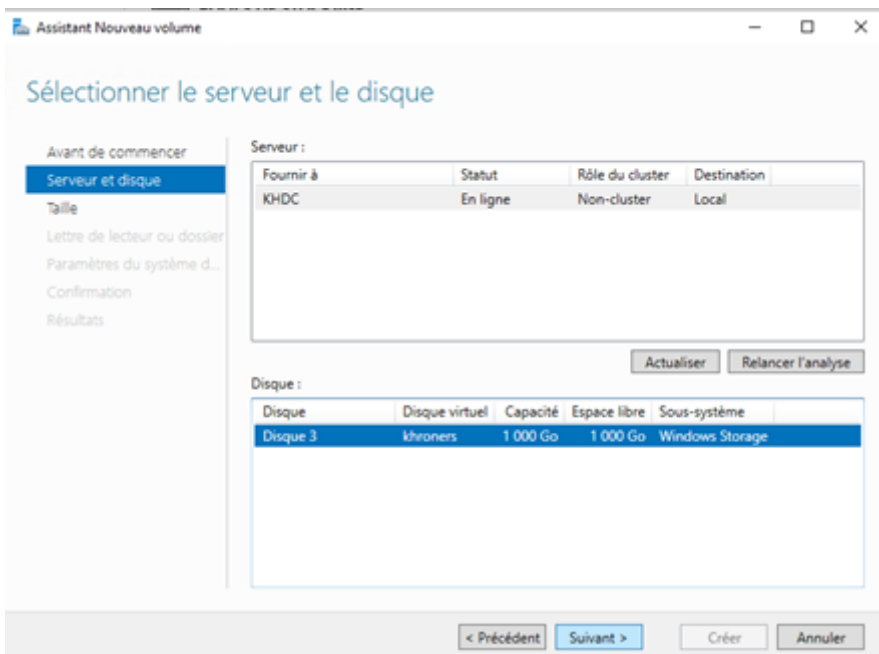 Assistant Nouveau volume
Sélectionner le serveur et le disque
Avant de commencer
Serveur et disque
Taille
Lettre de lecteur ou dossier
Paramètres du système d...
Confirmation
Résultats
Serveur :
Fournir à Statut Rôle du cluster Destination
KHDC En ligne Non-cluster Local
Actualiser Relancer l'analyse
Disque :
Disque Disque virtuel Capacité Espace libre Sous-système
Disque 3 khroners 1 000 Go 1 000 Go Windows Storage
< Précédent Suivant > Créer Annuler